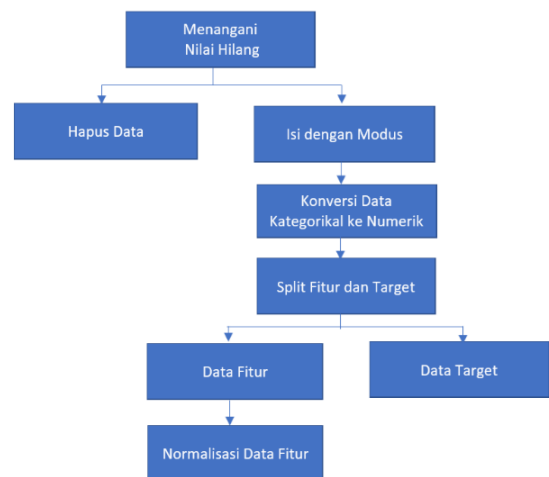 Menangani
Nilai Hilang
Hapus Data
Isi dengan Modus
Konversi Data
Kategorikal ke Numerik
Split Fitur dan Target
Data Fitur
Data Target
Normalisasi Data Fitur